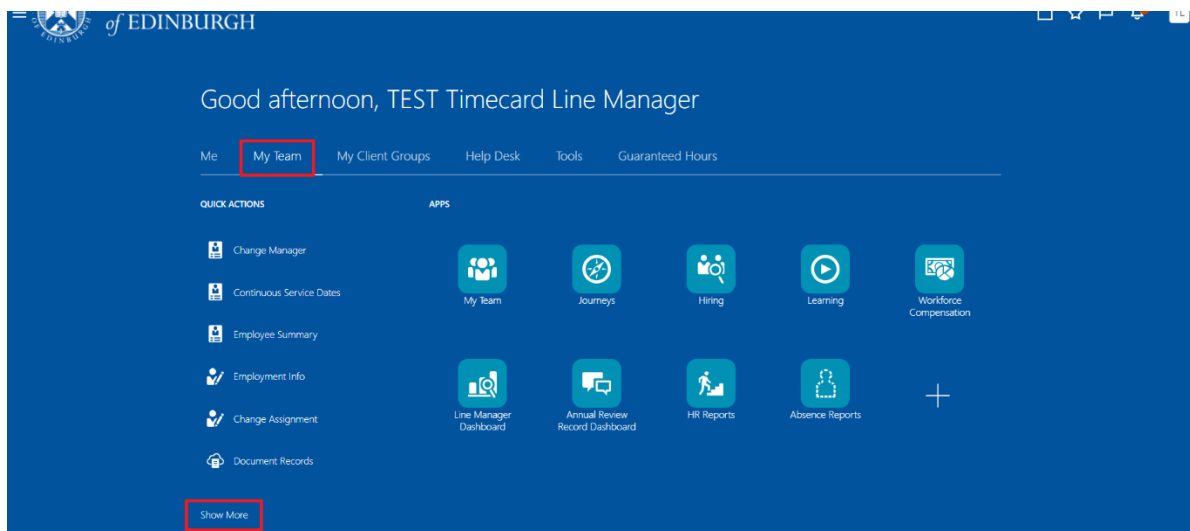 of EDINBURGH
Good afternoon, TEST Timecard Line Manager
Me My Team My Client Groups Help Desk Tools Guaranteed Hours
QUICK ACTIONS
APPS
Change Manager
Continuous Service Dates
Employee Summary
Employment Info
Change Assignment
Document Records
Show More
My Team
Journeys
Hiring
Learning
Workforce
Compensation
Line Manager
Dashboard
Annual Review
Record Dashboard
HR Reports
Absence Reports